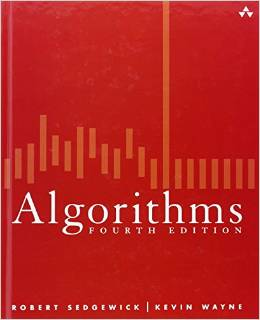 Algorithms
FOURTH EDITION
ROBERT SEDGEWICK | KEVIN WAYNE